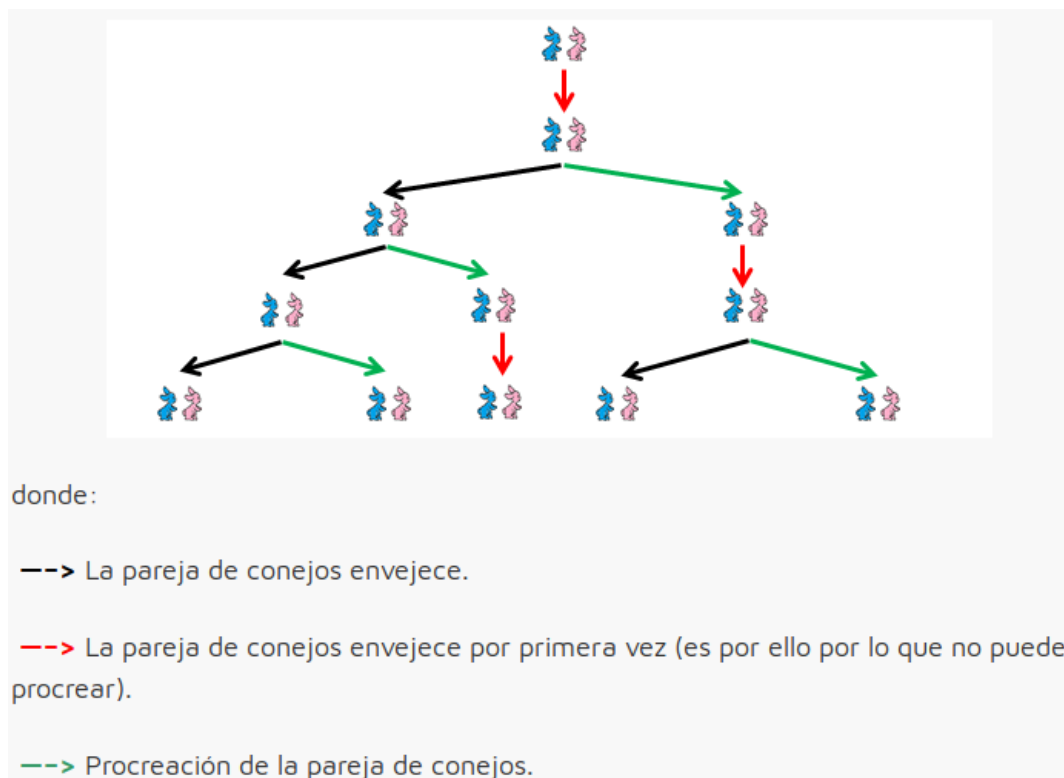 donde:
––> La pareja de conejos envejece.
––> La pareja de conejos envejece por primera vez (es por ello por lo que no puede
procrear).
––> Procreación de la pareja de conejos.